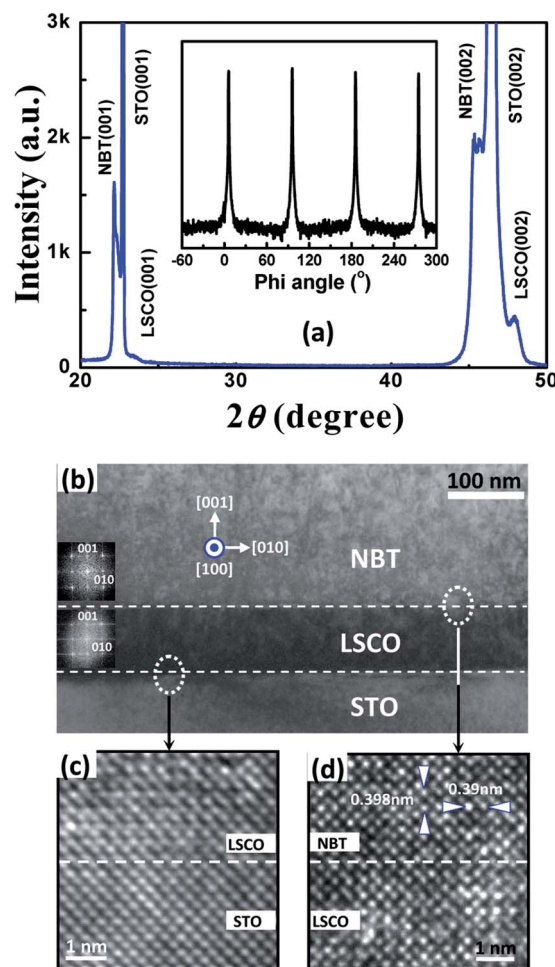 3k
2k
1k
0
Intensity (a.u.)
NBT(001)
STO(001)
LSCO(001)
NBT(002)
STO(002)
LSCO(002)
-60 0 60 120 180 240 300
Phi angle (°)
(a)
20 30 40 50
2θ (degree)
(b)
100 nm
[001]
[010]
[100]
001
010
001
010
NBT
LSCO
STO
(c)
LSCO
STO
1 nm
(d)
0.398nm
0.39nm
NBT
LSCO
1 nm